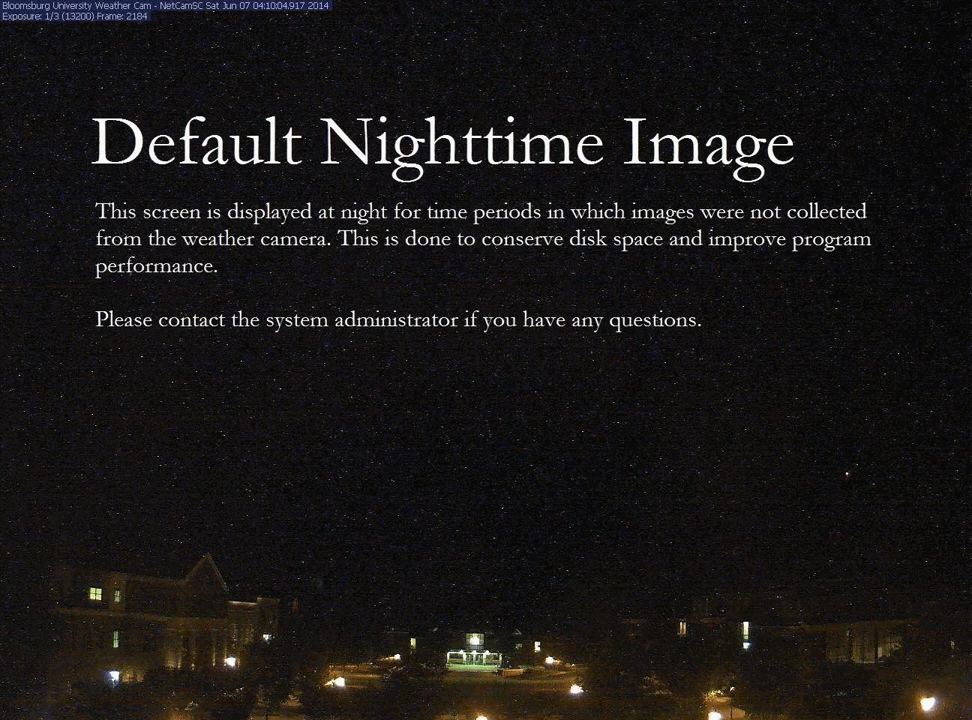 Bloomsburg University Weather Cam - NetCamSC Sat Jun 07 04:10:04.917 2014
Exposure: 1/3 (13200) Frame: 2184
Default Nighttime Image
This screen is displayed at night for time periods in which images were not collected
from the weather camera. This is done to conserve disk space and improve program
performance.
Please contact the system administrator if you have any questions.